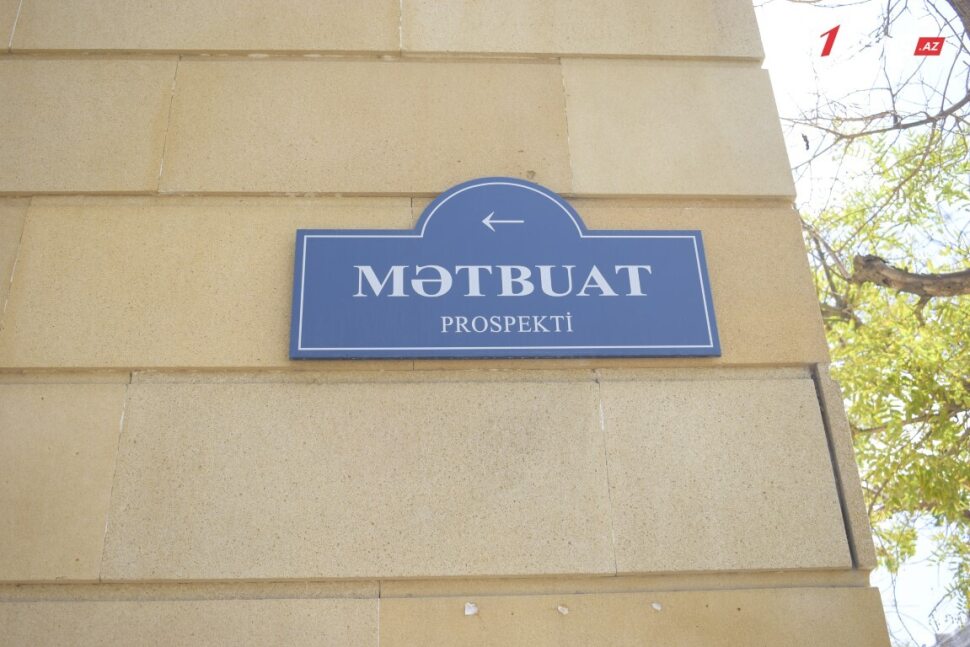 1 .AZ
←
MƏTBUAT
PROSPEKTİ